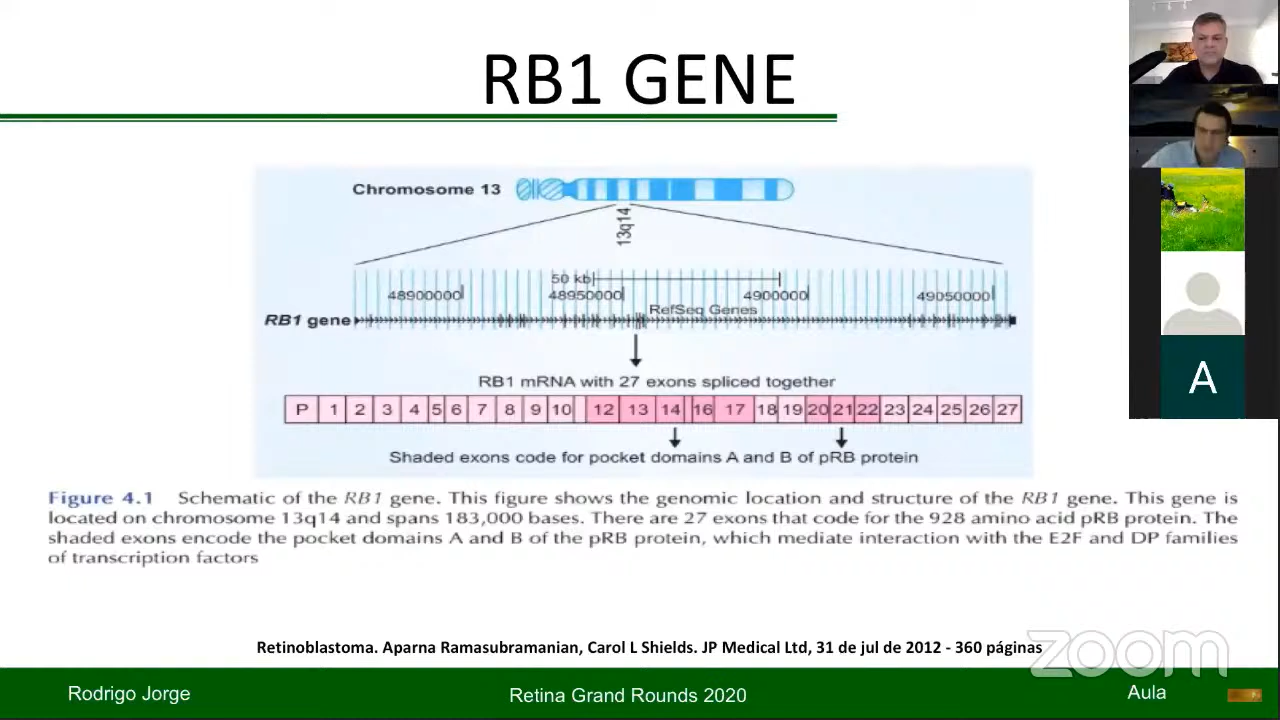 RB1 GENE
Chromosome 13
13q14
50 kb
48900000
48950000
4900000
49050000
RefSeq Genes
RB1 gene
RB1 mRNA with 27 exons spliced together
P 1 2 3 4 5 6 7 8 9 10 12 13 14 16 17 18 19 20 21 22 23 24 25 26 27
Shaded exons code for pocket domains A and B of pRB protein
Figure 4.1 Schematic of the RB1 gene. This figure shows the genomic location and structure of the RB1 gene. This gene is
located on chromosome 13q14 and spans 183,000 bases. There are 27 exons that code for the 928 amino acid pRB protein. The
shaded exons encode the pocket domains A and B of the pRB protein, which mediate interaction with the E2F and DP families
of transcription factors
Retinoblastoma. Aparna Ramasubramanian, Carol L Shields. JP Medical Ltd, 31 de jul de 2012 - 360 páginas
zoom
Rodrigo Jorge
Retina Grand Rounds 2020
Aula
A